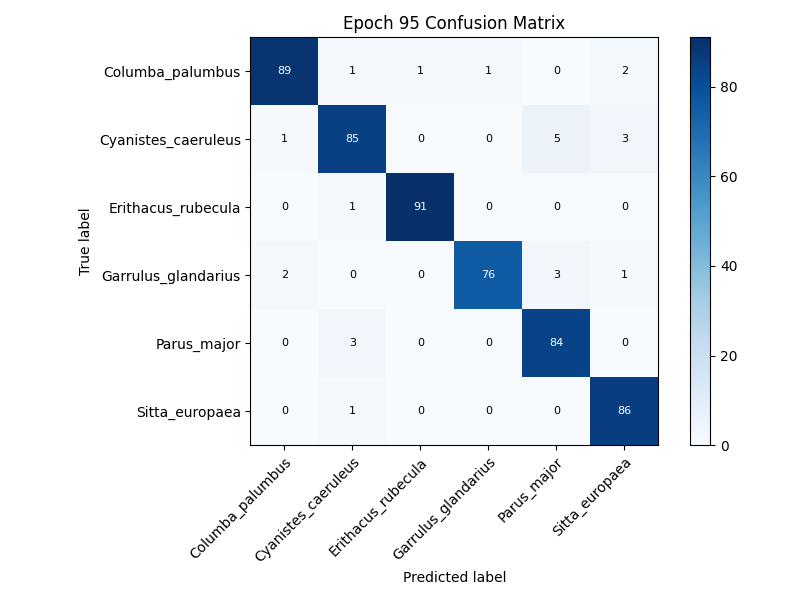 Epoch 95 Confusion Matrix
Columba_palumbus 89 1 1 1 0 2
Cyanistes_caeruleus 1 85 0 0 5 3
Erithacus_rubecula 0 1 91 0 0 0
Garrulus_glandarius 2 0 0 76 3 1
Parus_major 0 3 0 0 84 0
Sitta_europaea 0 1 0 0 0 86
True label
Columba_palumbus
Cyanistes_caeruleus
Erithacus_rubecula
Garrulus_glandarius
Parus_major
Sitta_europaea
Predicted label
80
60
40
20
0